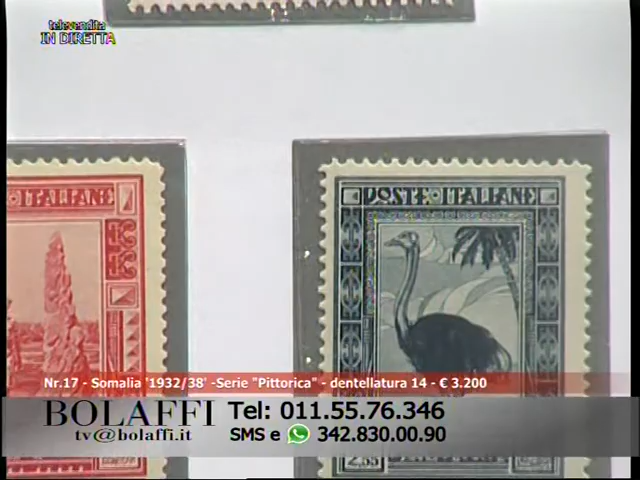 televendita
IN DIRETTA
ITALIANE
POSTE·ITALIANE
Nr.17 - Somalia '1932/38' -Serie "Pittorica" - dentellatura 14 - € 3.200
BOLAFFI
tv@bolaffi.it
Tel: 011.55.76.346
SMS e 342.830.00.90